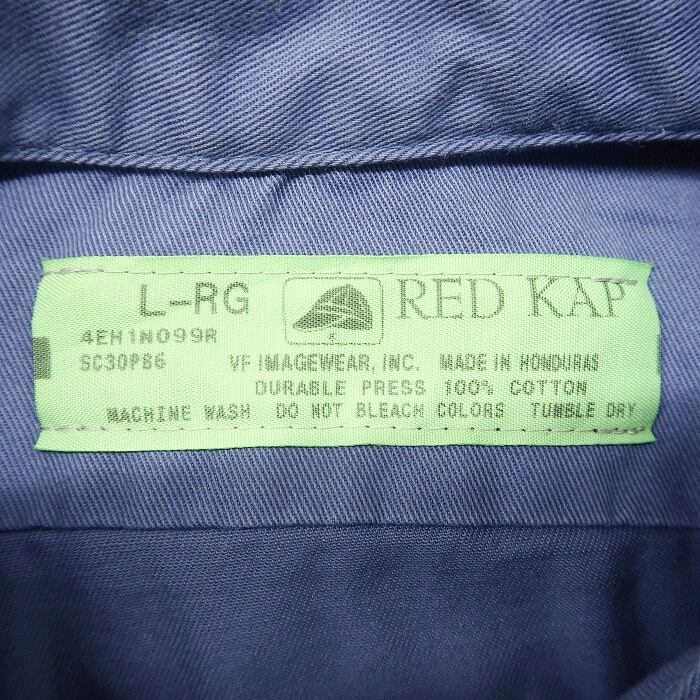 L-RG RED KAP
4EH1N099R
SC30PB6 VF IMAGEWEAR, INC. MADE IN HONDURAS
DURABLE PRESS 100% COTTON
MACHINE WASH DO NOT BLEACH COLORS TUMBLE DRY